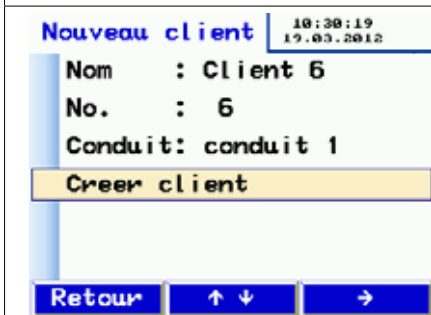 Nouveau client
10:30:19
19.03.2012
Nom : Client 6
No. : 6
Conduit: conduit 1
Creer client
Retour ↑ ↓ →